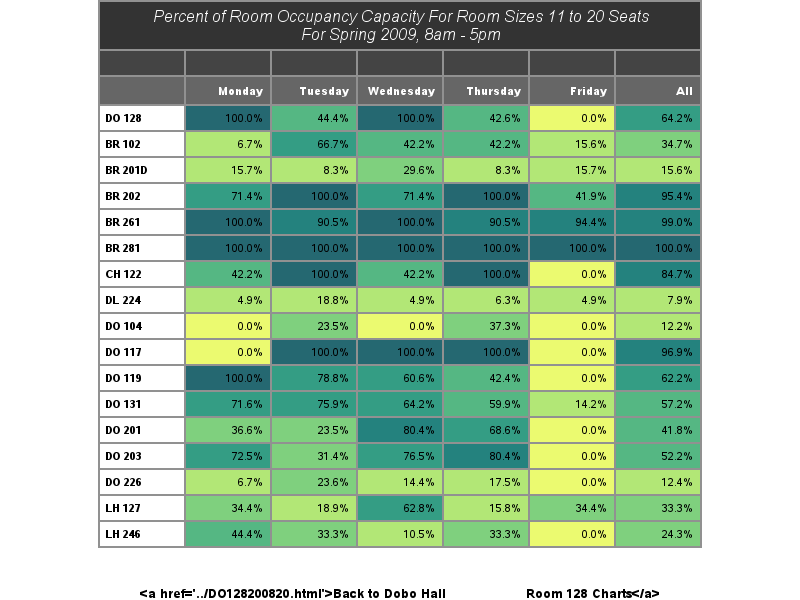 Percent of Room Occupancy Capacity For Room Sizes 11 to 20 Seats
For Spring 2009, 8am - 5pm
Monday Tuesday Wednesday Thursday Friday All
DO 128 100.0% 44.4% 100.0% 42.6% 0.0% 64.2%
BR 102 6.7% 66.7% 42.2% 42.2% 15.6% 34.7%
BR 201D 15.7% 8.3% 29.6% 8.3% 15.7% 15.6%
BR 202 71.4% 100.0% 71.4% 100.0% 41.9% 95.4%
BR 261 100.0% 90.5% 100.0% 90.5% 94.4% 99.0%
BR 281 100.0% 100.0% 100.0% 100.0% 100.0% 100.0%
CH 122 42.2% 100.0% 42.2% 100.0% 0.0% 84.7%
DL 224 4.9% 18.8% 4.9% 6.3% 4.9% 7.9%
DO 104 0.0% 23.5% 0.0% 37.3% 0.0% 12.2%
DO 117 0.0% 100.0% 100.0% 100.0% 0.0% 96.9%
DO 119 100.0% 78.8% 60.6% 42.4% 0.0% 62.2%
DO 131 71.6% 75.9% 64.2% 59.9% 14.2% 57.2%
DO 201 36.6% 23.5% 80.4% 68.6% 0.0% 41.8%
DO 203 72.5% 31.4% 76.5% 80.4% 0.0% 52.2%
DO 226 6.7% 23.6% 14.4% 17.5% 0.0% 12.4%
LH 127 34.4% 18.9% 62.8% 15.8% 34.4% 33.3%
LH 246 44.4% 33.3% 10.5% 33.3% 0.0% 24.3%
<a href='../DO128200820.html'>Back to Dobo Hall Room 128 Charts</a>